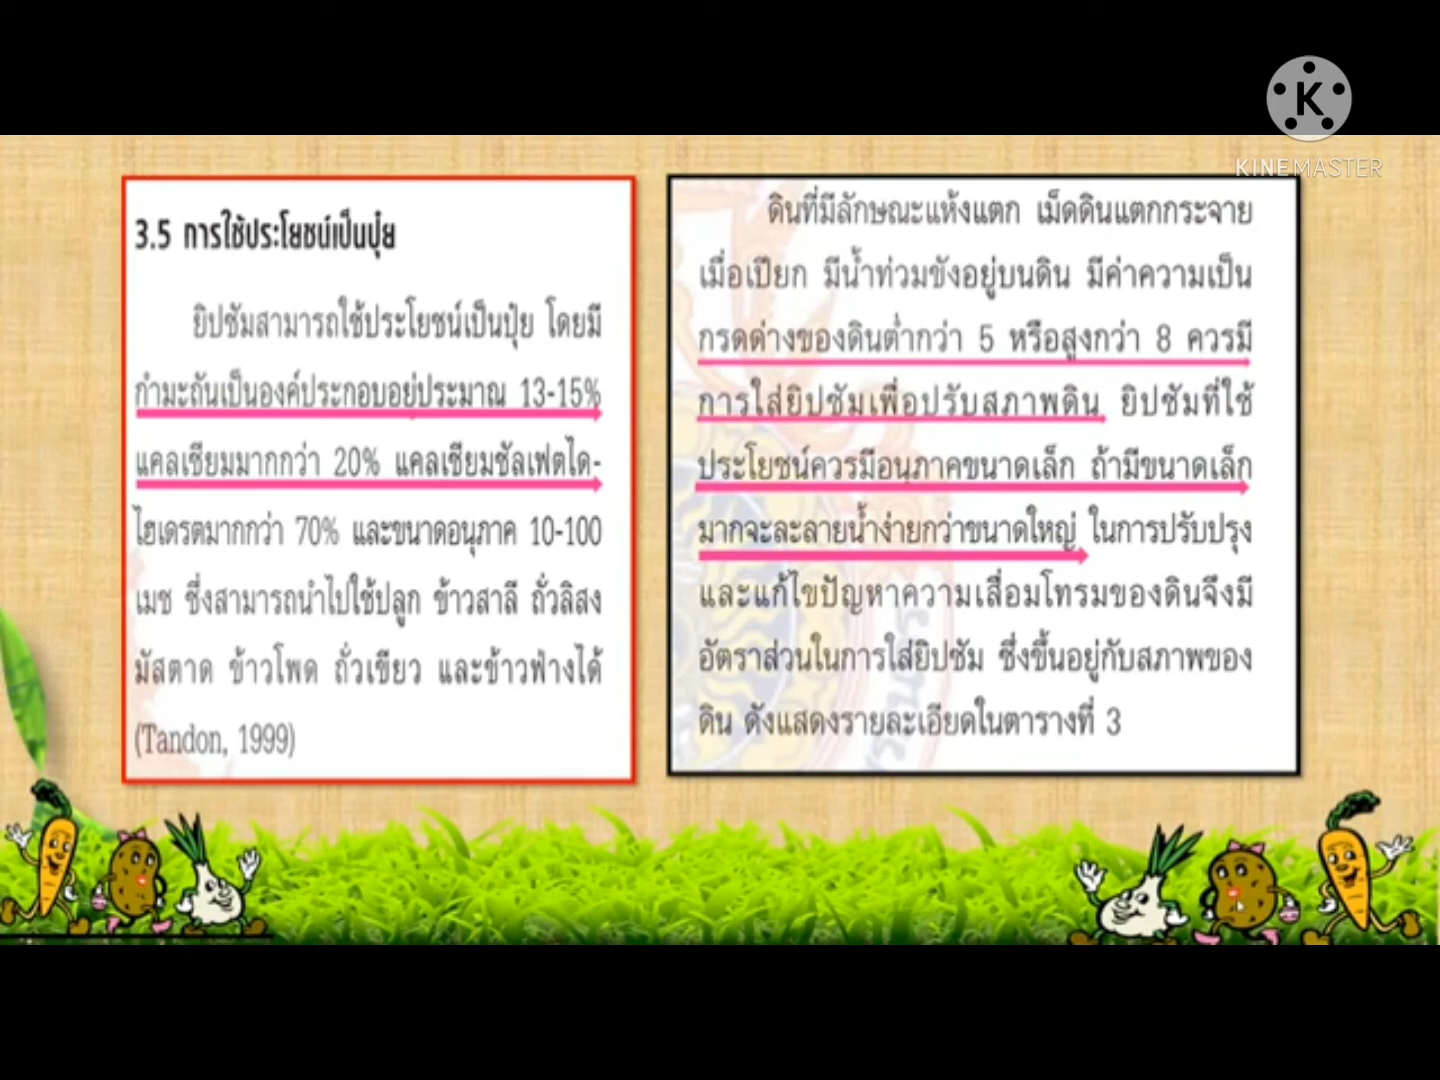 K
KINEMASTER
3.5 การใช้ประโยชน์เป็นปุ๋ย
ยิปซัมสามารถใช้ประโยชน์เป็นปุ๋ย โดยมี
กำมะถันเป็นองค์ประกอบอยู่ประมาณ 13-15%
แคลเซียมมากกว่า 20% แคลเซียมซัลเฟตได-
ไฮเดรตมากกว่า 70% และขนาดอนุภาค 10-100
เมช ซึ่งสามารถนำไปใช้ปลูก ข้าวสาลี ถั่วลิสง
มัสตาด ข้าวโพด ถั่วเขียว และข้าวฟ่างได้
(Tandon, 1999)
ดินที่มีลักษณะแห้งแตก เม็ดดินแตกกระจาย
เมื่อเปียก มีน้ำท่วมขังอยู่บนดิน มีค่าความเป็น
กรดด่างของดินต่ำกว่า 5 หรือสูงกว่า 8 ควรมี
การใส่ยิปซัมเพื่อปรับสภาพดิน ยิปซัมที่ใช้
ประโยชน์ควรมีอนุภาคขนาดเล็ก ถ้ามีขนาดเล็ก
มากจะละลายน้ำง่ายกว่าขนาดใหญ่ ในการปรับปรุง
และแก้ไขปัญหาความเสื่อมโทรมของดินจึงมี
อัตราส่วนในการใส่ยิปซัม ซึ่งขึ้นอยู่กับสภาพของ
ดิน ดังแสดงรายละเอียดในตารางที่ 3